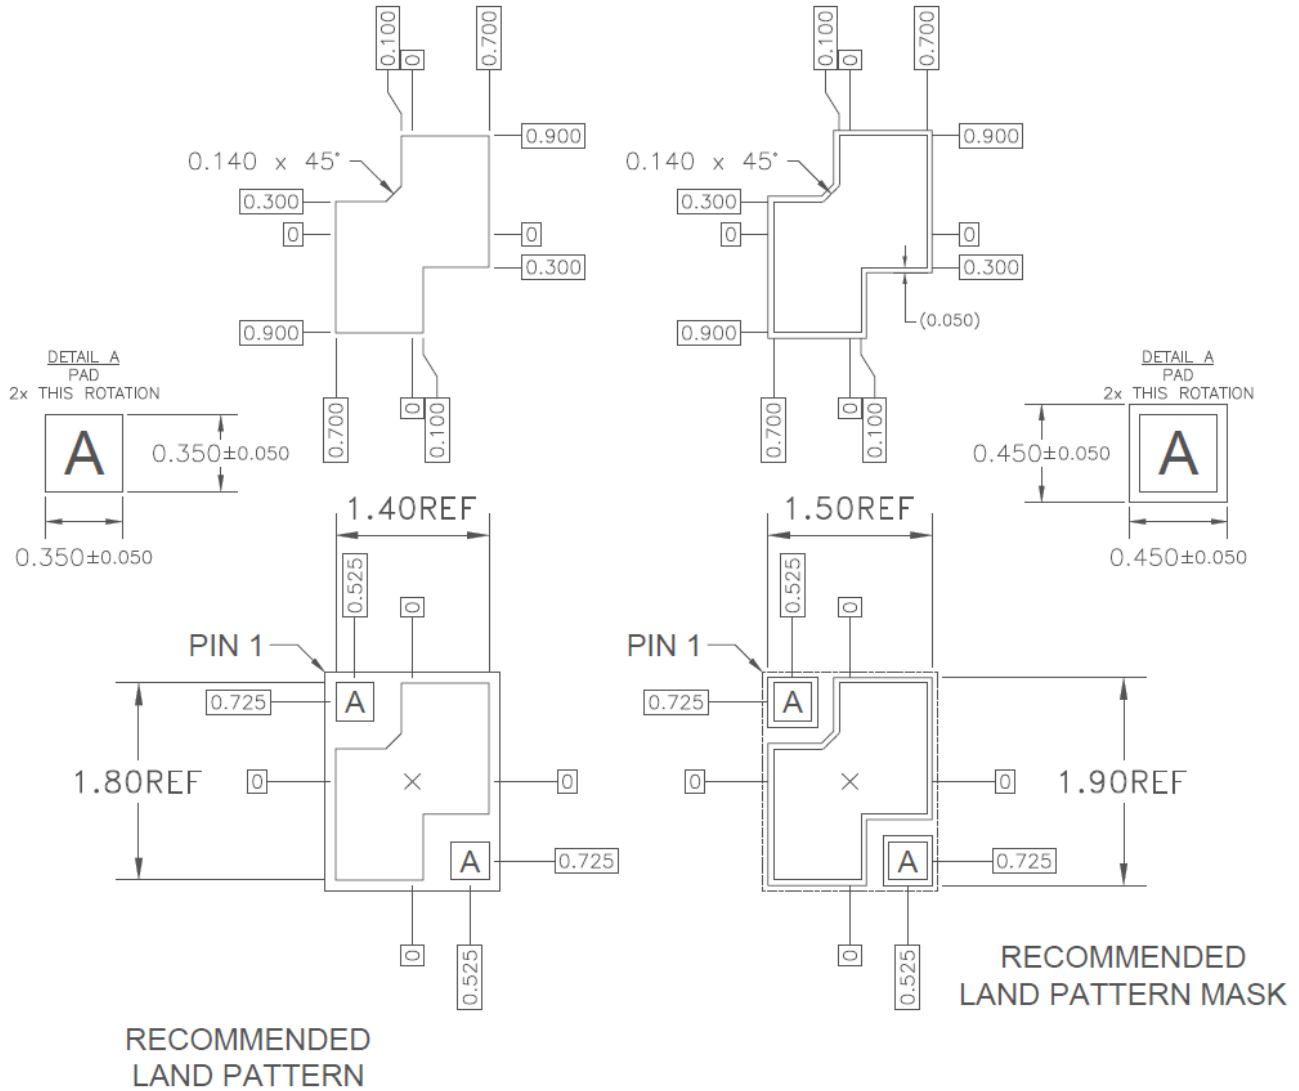 0.100
0
0.700
0.900
0.140 x 45°
0.300
0
0
0.300
0.900
0.700
0
0.100
DETAIL A
PAD
2x THIS ROTATION
A
0.350±0.050
0.350±0.050
0.100
0
0.700
0.900
0.140 x 45°
0.300
0
0
0.300
(0.050)
0.900
0.700
0
0.100
DETAIL A
PAD
2x THIS ROTATION
A
0.450±0.050
0.450±0.050
1.40REF
0.525
0
PIN 1
0.725
A
1.80REF
0
0
A
0.725
0
0.525
RECOMMENDED
LAND PATTERN
1.50REF
0.525
0
PIN 1
0.725
A
0
0
1.90REF
A
0.725
0
0.525
RECOMMENDED
LAND PATTERN MASK